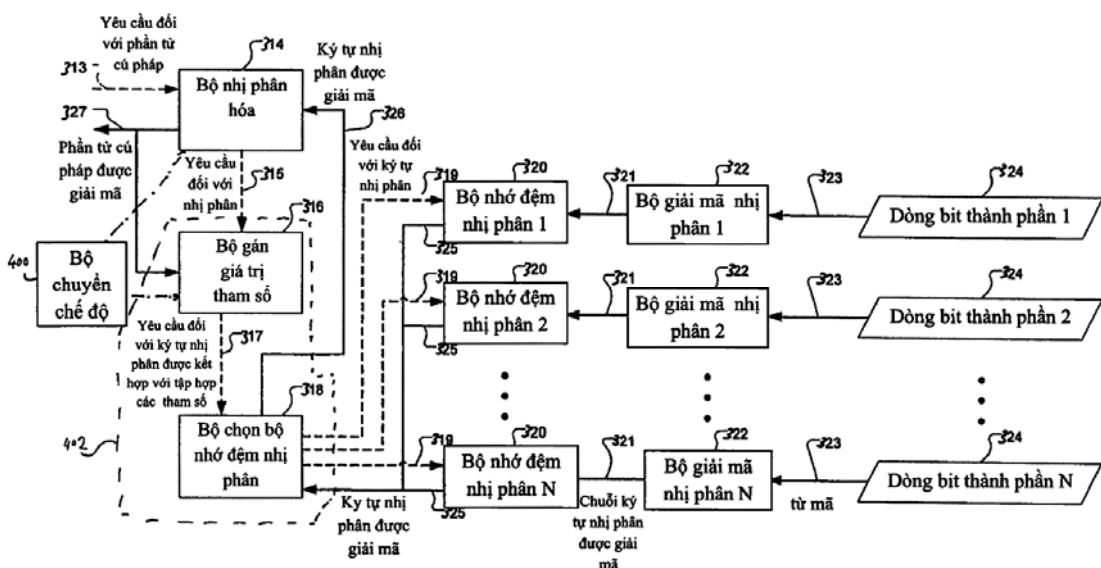 Yêu cầu đối
với phần tử
cú pháp
313
314
Bộ nhị phân
hóa
Ký tự nhị
phân được
giải mã
327
Phần tử cú
pháp được
giải mã
Yêu cầu
đối với
nhị phân
315
326
Yêu cầu đối
với ký tự
nhị phân
319
320
Bộ nhớ đệm
nhị phân 1
321
322
Bộ giải mã nhị
phân 1
323
324
Dòng bit thành phần 1
325
316
Bộ gán
giá trị
tham số
400
Bộ
chuyển
chế độ
319
320
Bộ nhớ đệm
nhị phân 2
321
322
Bộ giải mã nhị
phân 2
323
324
Dòng bit thành phần 2
325
Yêu cầu đối
với ký tự nhị
phân được kết
hợp với tập hợp
các tham số
317
318
Bộ chọn bộ
nhớ đệm nhị
phân
402
319
320
Bộ nhớ đệm
nhị phân N
321
322
Bộ giải mã
nhị phân N
323
324
Dòng bit thành phần N
325
Ky tự nhị
phân được
giải mã
Chuỗi ký
tự nhị phân
được giải
mã
từ mã